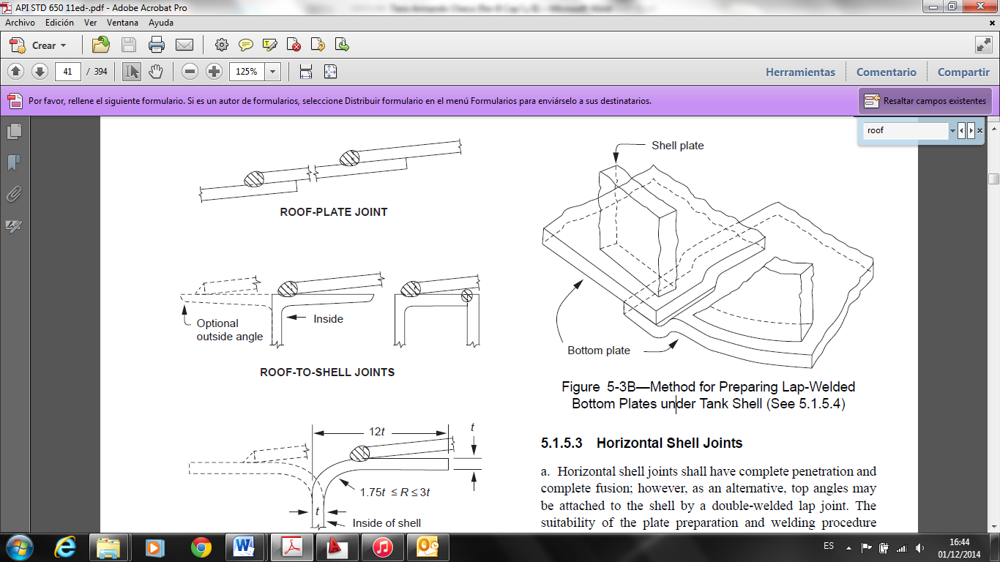 API STD 650 11ed-.pdf - Adobe Acrobat Pro
Archivo Edición Ver Ventana Ayuda
Crear
41 / 394 125% Herramientas Comentario Compartir
Por favor, rellene el siguiente formulario. Si es un autor de formularios, seleccione Distribuir formulario en el menú Formularios para enviárselo a sus destinatarios.
Resaltar campos existentes
roof
ROOF-PLATE JOINT
Optional
outside angle
Inside
ROOF-TO-SHELL JOINTS
12t
t
1.75t ≤ R ≤ 3t
t
Inside of shell
Shell plate
Bottom plate
Figure 5-3B—Method for Preparing Lap-Welded
Bottom Plates under Tank Shell (See 5.1.5.4)
5.1.5.3 Horizontal Shell Joints
a. Horizontal shell joints shall have complete penetration and
complete fusion; however, as an alternative, top angles may
be attached to the shell by a double-welded lap joint. The
suitability of the plate preparation and welding procedure
ES
16:44
01/12/2014